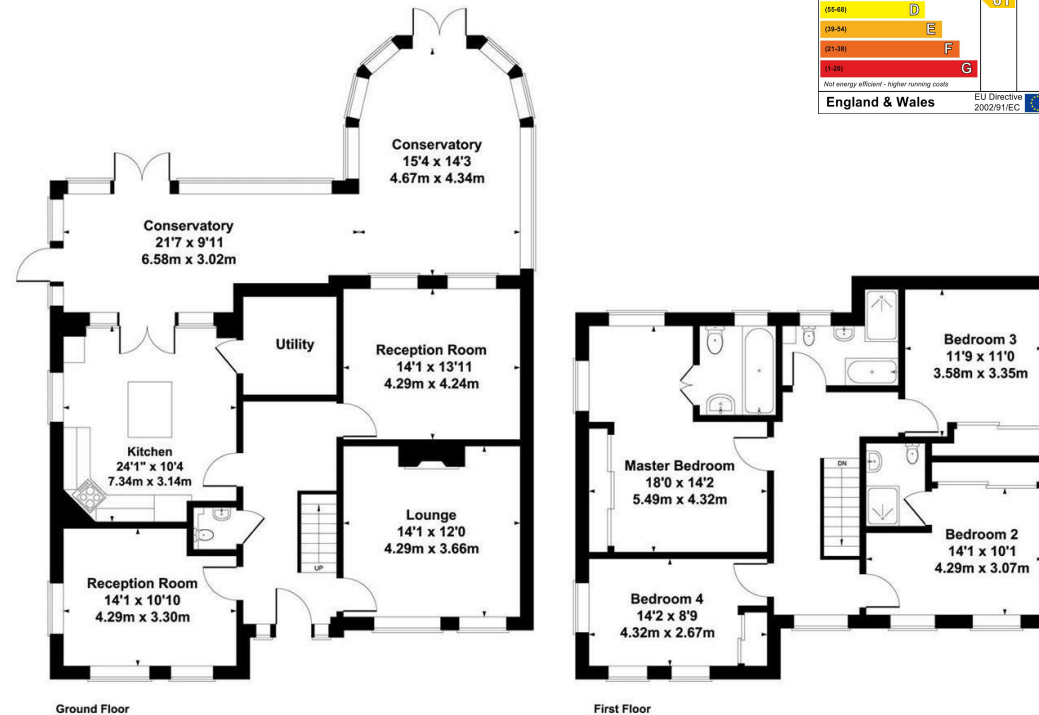 (55-68) D
(39-54) E
(21-38) F
(1-20) G
Not energy efficient - higher running costs
England & Wales
EU Directive
2002/91/EC
Conservatory
15'4 x 14'3
4.67m x 4.34m
Conservatory
21'7 x 9'11
6.58m x 3.02m
Utility
Reception Room
14'1 x 13'11
4.29m x 4.24m
Kitchen
24'1" x 10'4
7.34m x 3.14m
Lounge
14'1 x 12'0
4.29m x 3.66m
UP
Reception Room
14'1 x 10'10
4.29m x 3.30m
Ground Floor
Bedroom 3
11'9 x 11'0
3.58m x 3.35m
Master Bedroom
18'0 x 14'2
5.49m x 4.32m
DN
Bedroom 2
14'1 x 10'1
4.29m x 3.07m
Bedroom 4
14'2 x 8'9
4.32m x 2.67m
First Floor